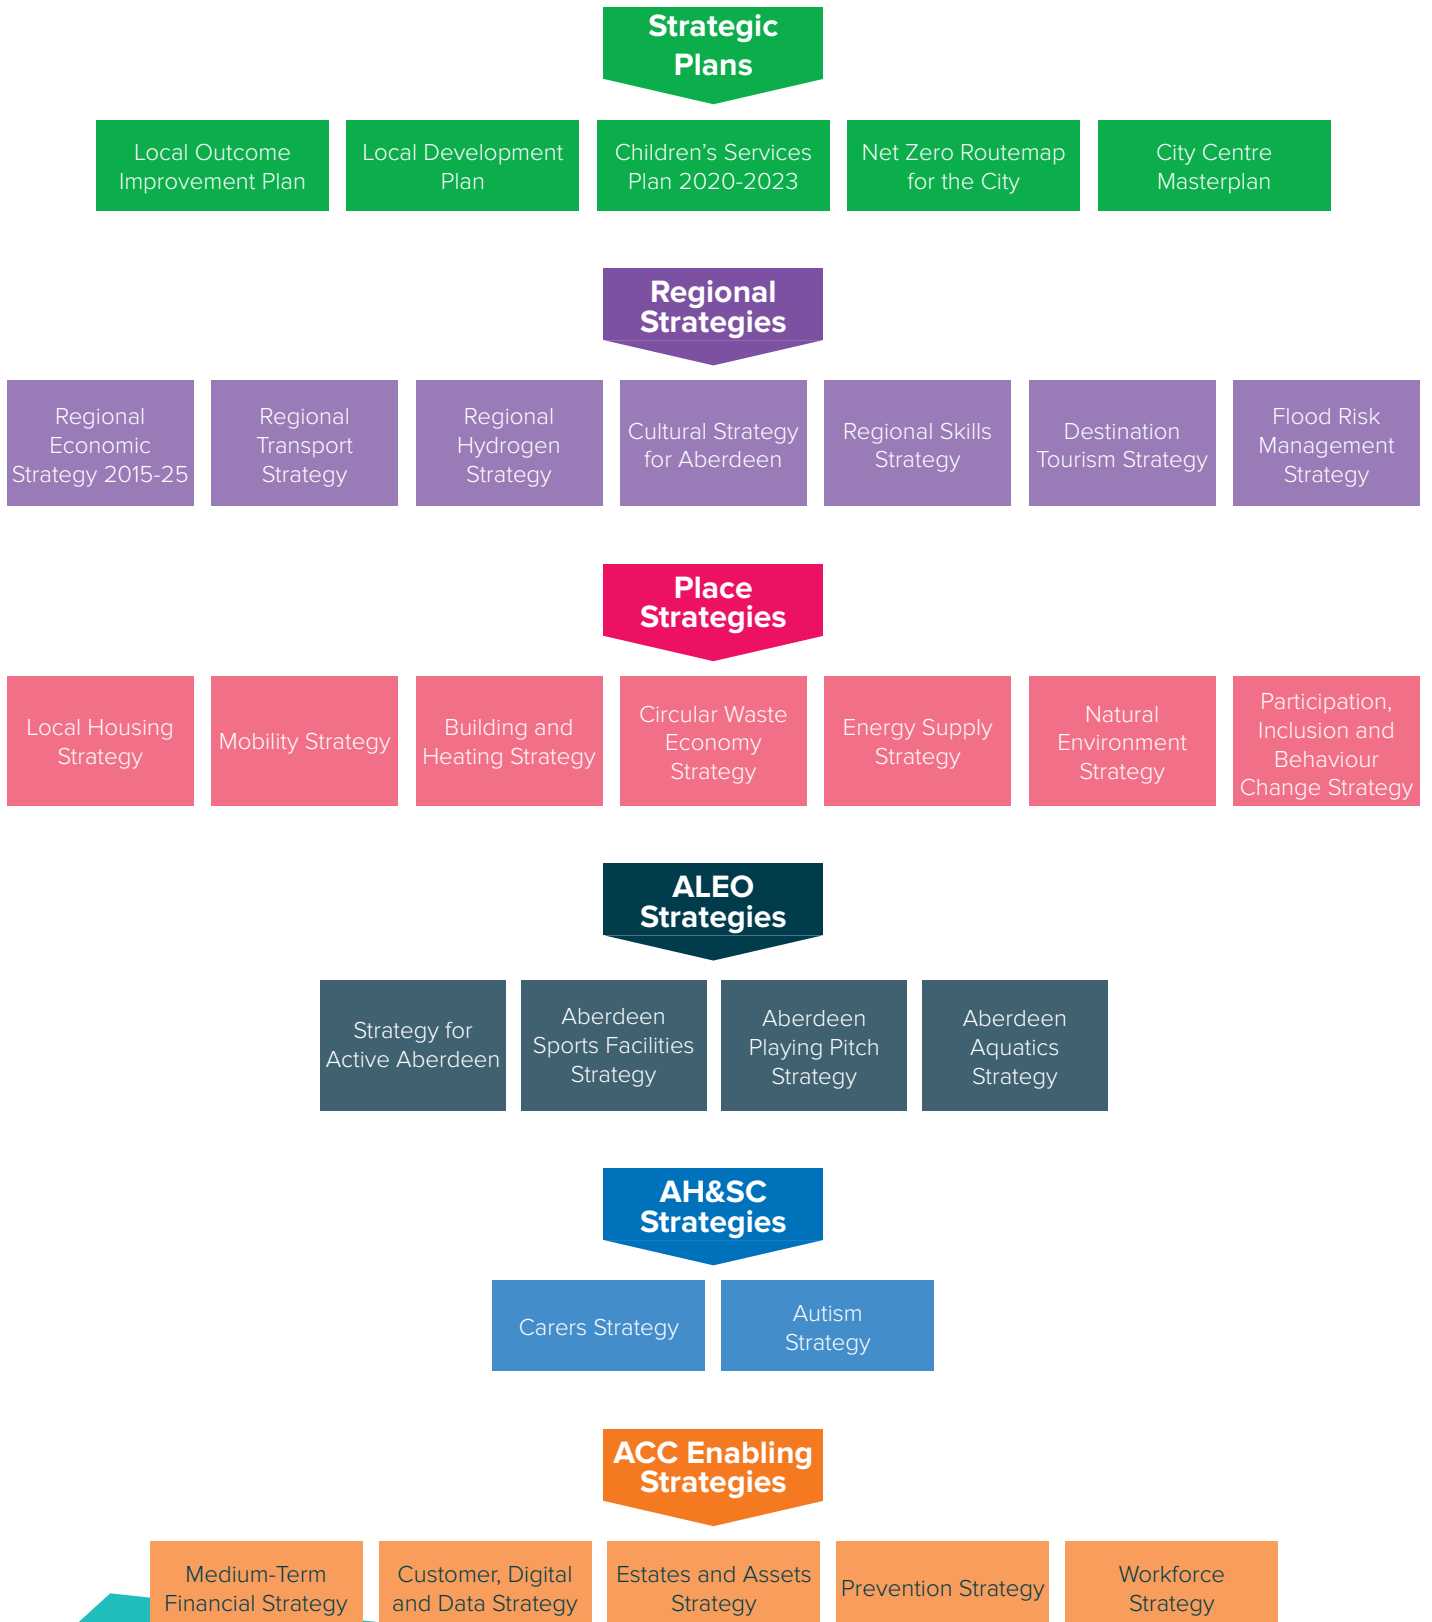 Strategic
Plans
Local Outcome
Improvement Plan
Local Development
Plan
Children’s Services
Plan 2020-2023
Net Zero Routemap
for the City
City Centre
Masterplan
Regional
Strategies
Regional
Economic
Strategy 2015-25
Regional
Transport
Strategy
Regional
Hydrogen
Strategy
Cultural Strategy
for Aberdeen
Regional Skills
Strategy
Destination
Tourism Strategy
Flood Risk
Management
Strategy
Place
Strategies
Local Housing
Strategy
Mobility Strategy
Building and
Heating Strategy
Circular Waste
Economy
Strategy
Energy Supply
Strategy
Natural
Environment
Strategy
Participation,
Inclusion and
Behaviour
Change Strategy
ALEO
Strategies
Strategy for
Active Aberdeen
Aberdeen
Sports Facilities
Strategy
Aberdeen
Playing Pitch
Strategy
Aberdeen
Aquatics
Strategy
AH&SC
Strategies
Carers Strategy
Autism
Strategy
ACC Enabling
Strategies
Medium-Term
Financial Strategy
Customer, Digital
and Data Strategy
Estates and Assets
Strategy
Prevention Strategy
Workforce
Strategy